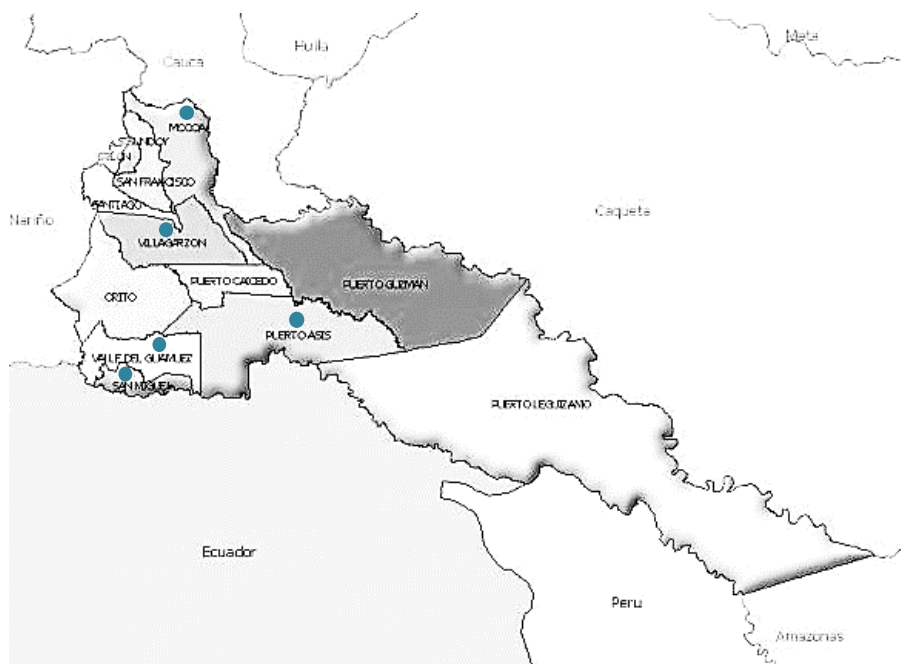 Huila
Meta
Cauca
MOCOA
SIBUNDOY
COLON
SAN FRANCISCO
SANTIAGO
Caqueta
Nariño
VILLAGARZON
PUERTO CAICEDO
PUERTO GUZMAN
ORITO
PUERTO ASIS
VALLE DEL GUAMUEZ
SAN MIGUEL
PUERTO LEGUIZAMO
Ecuador
Peru
Amazonas